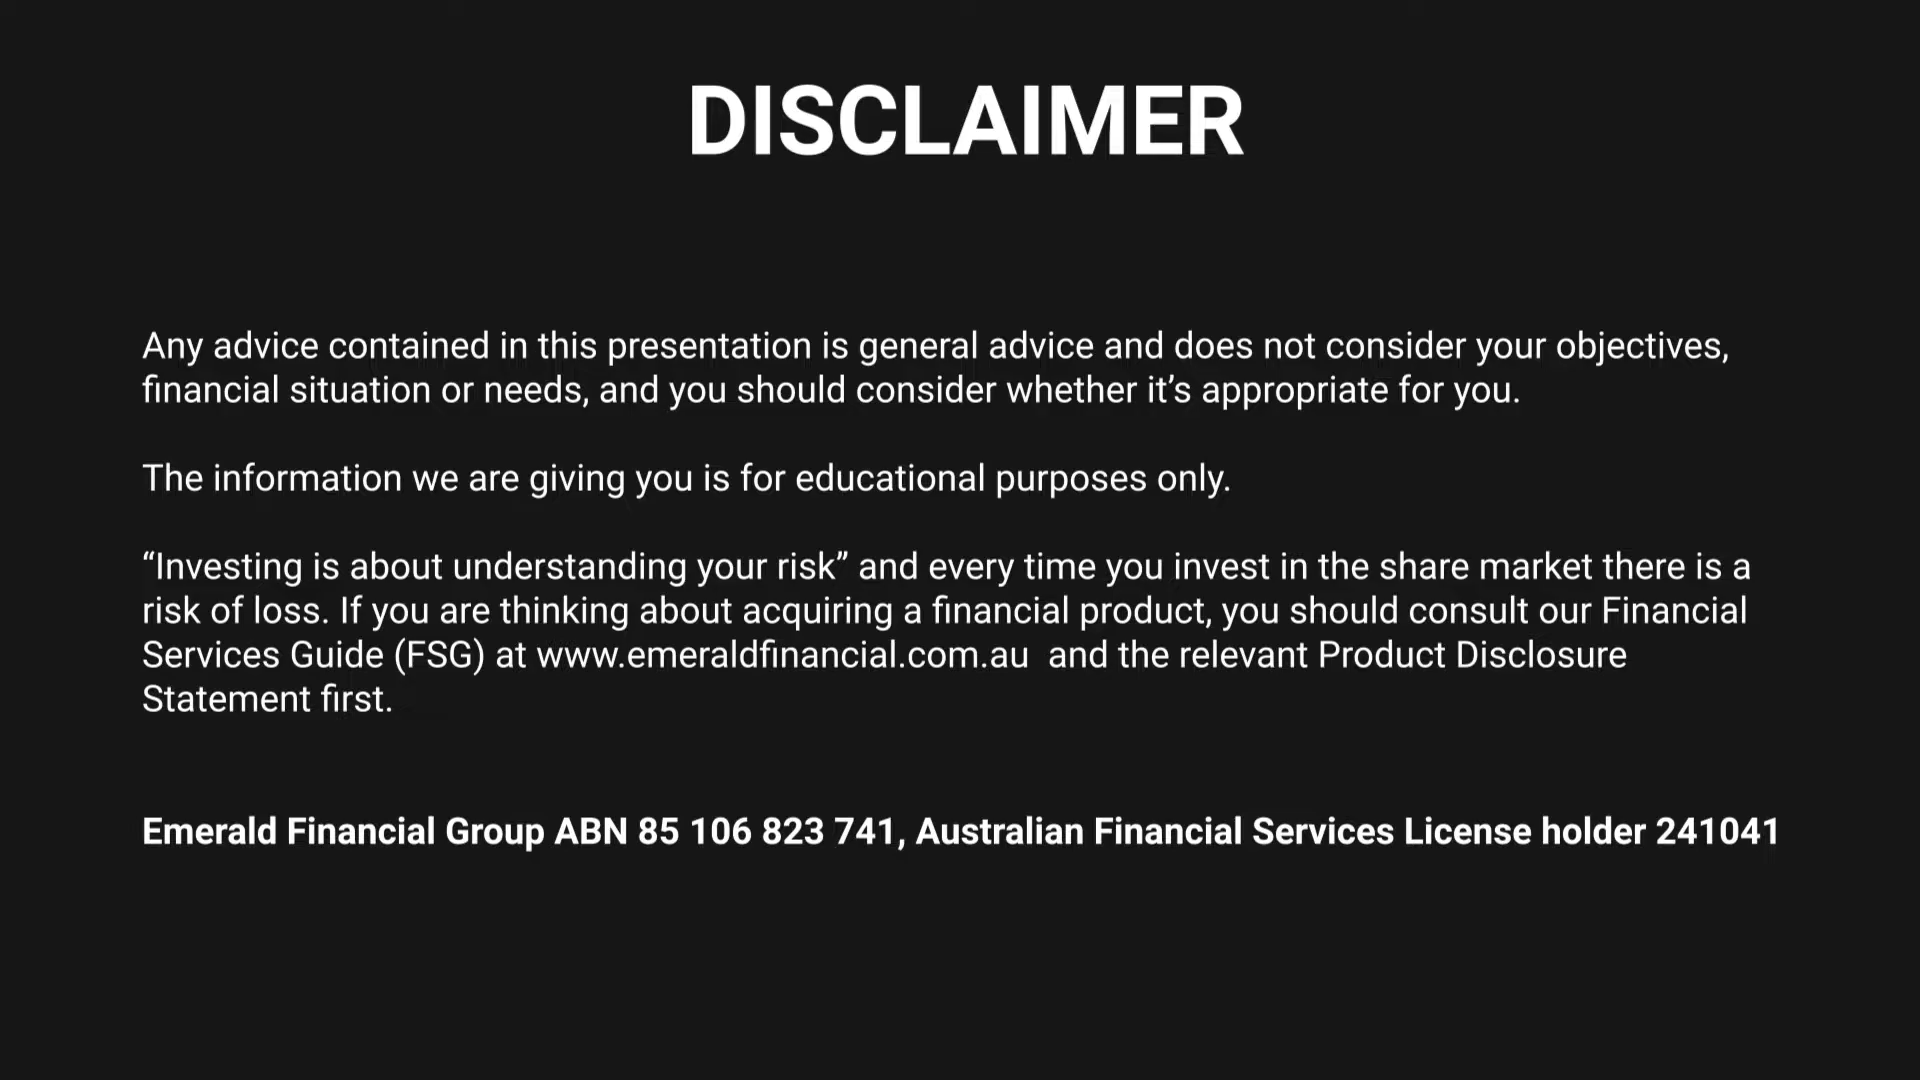 DISCLAIMER
Any advice contained in this presentation is general advice and does not consider your objectives,
financial situation or needs, and you should consider whether it’s appropriate for you.
The information we are giving you is for educational purposes only.
“Investing is about understanding your risk” and every time you invest in the share market there is a
risk of loss. If you are thinking about acquiring a financial product, you should consult our Financial
Services Guide (FSG) at www.emeraldfinancial.com.au  and the relevant Product Disclosure
Statement first.
Emerald Financial Group ABN 85 106 823 741, Australian Financial Services License holder 241041